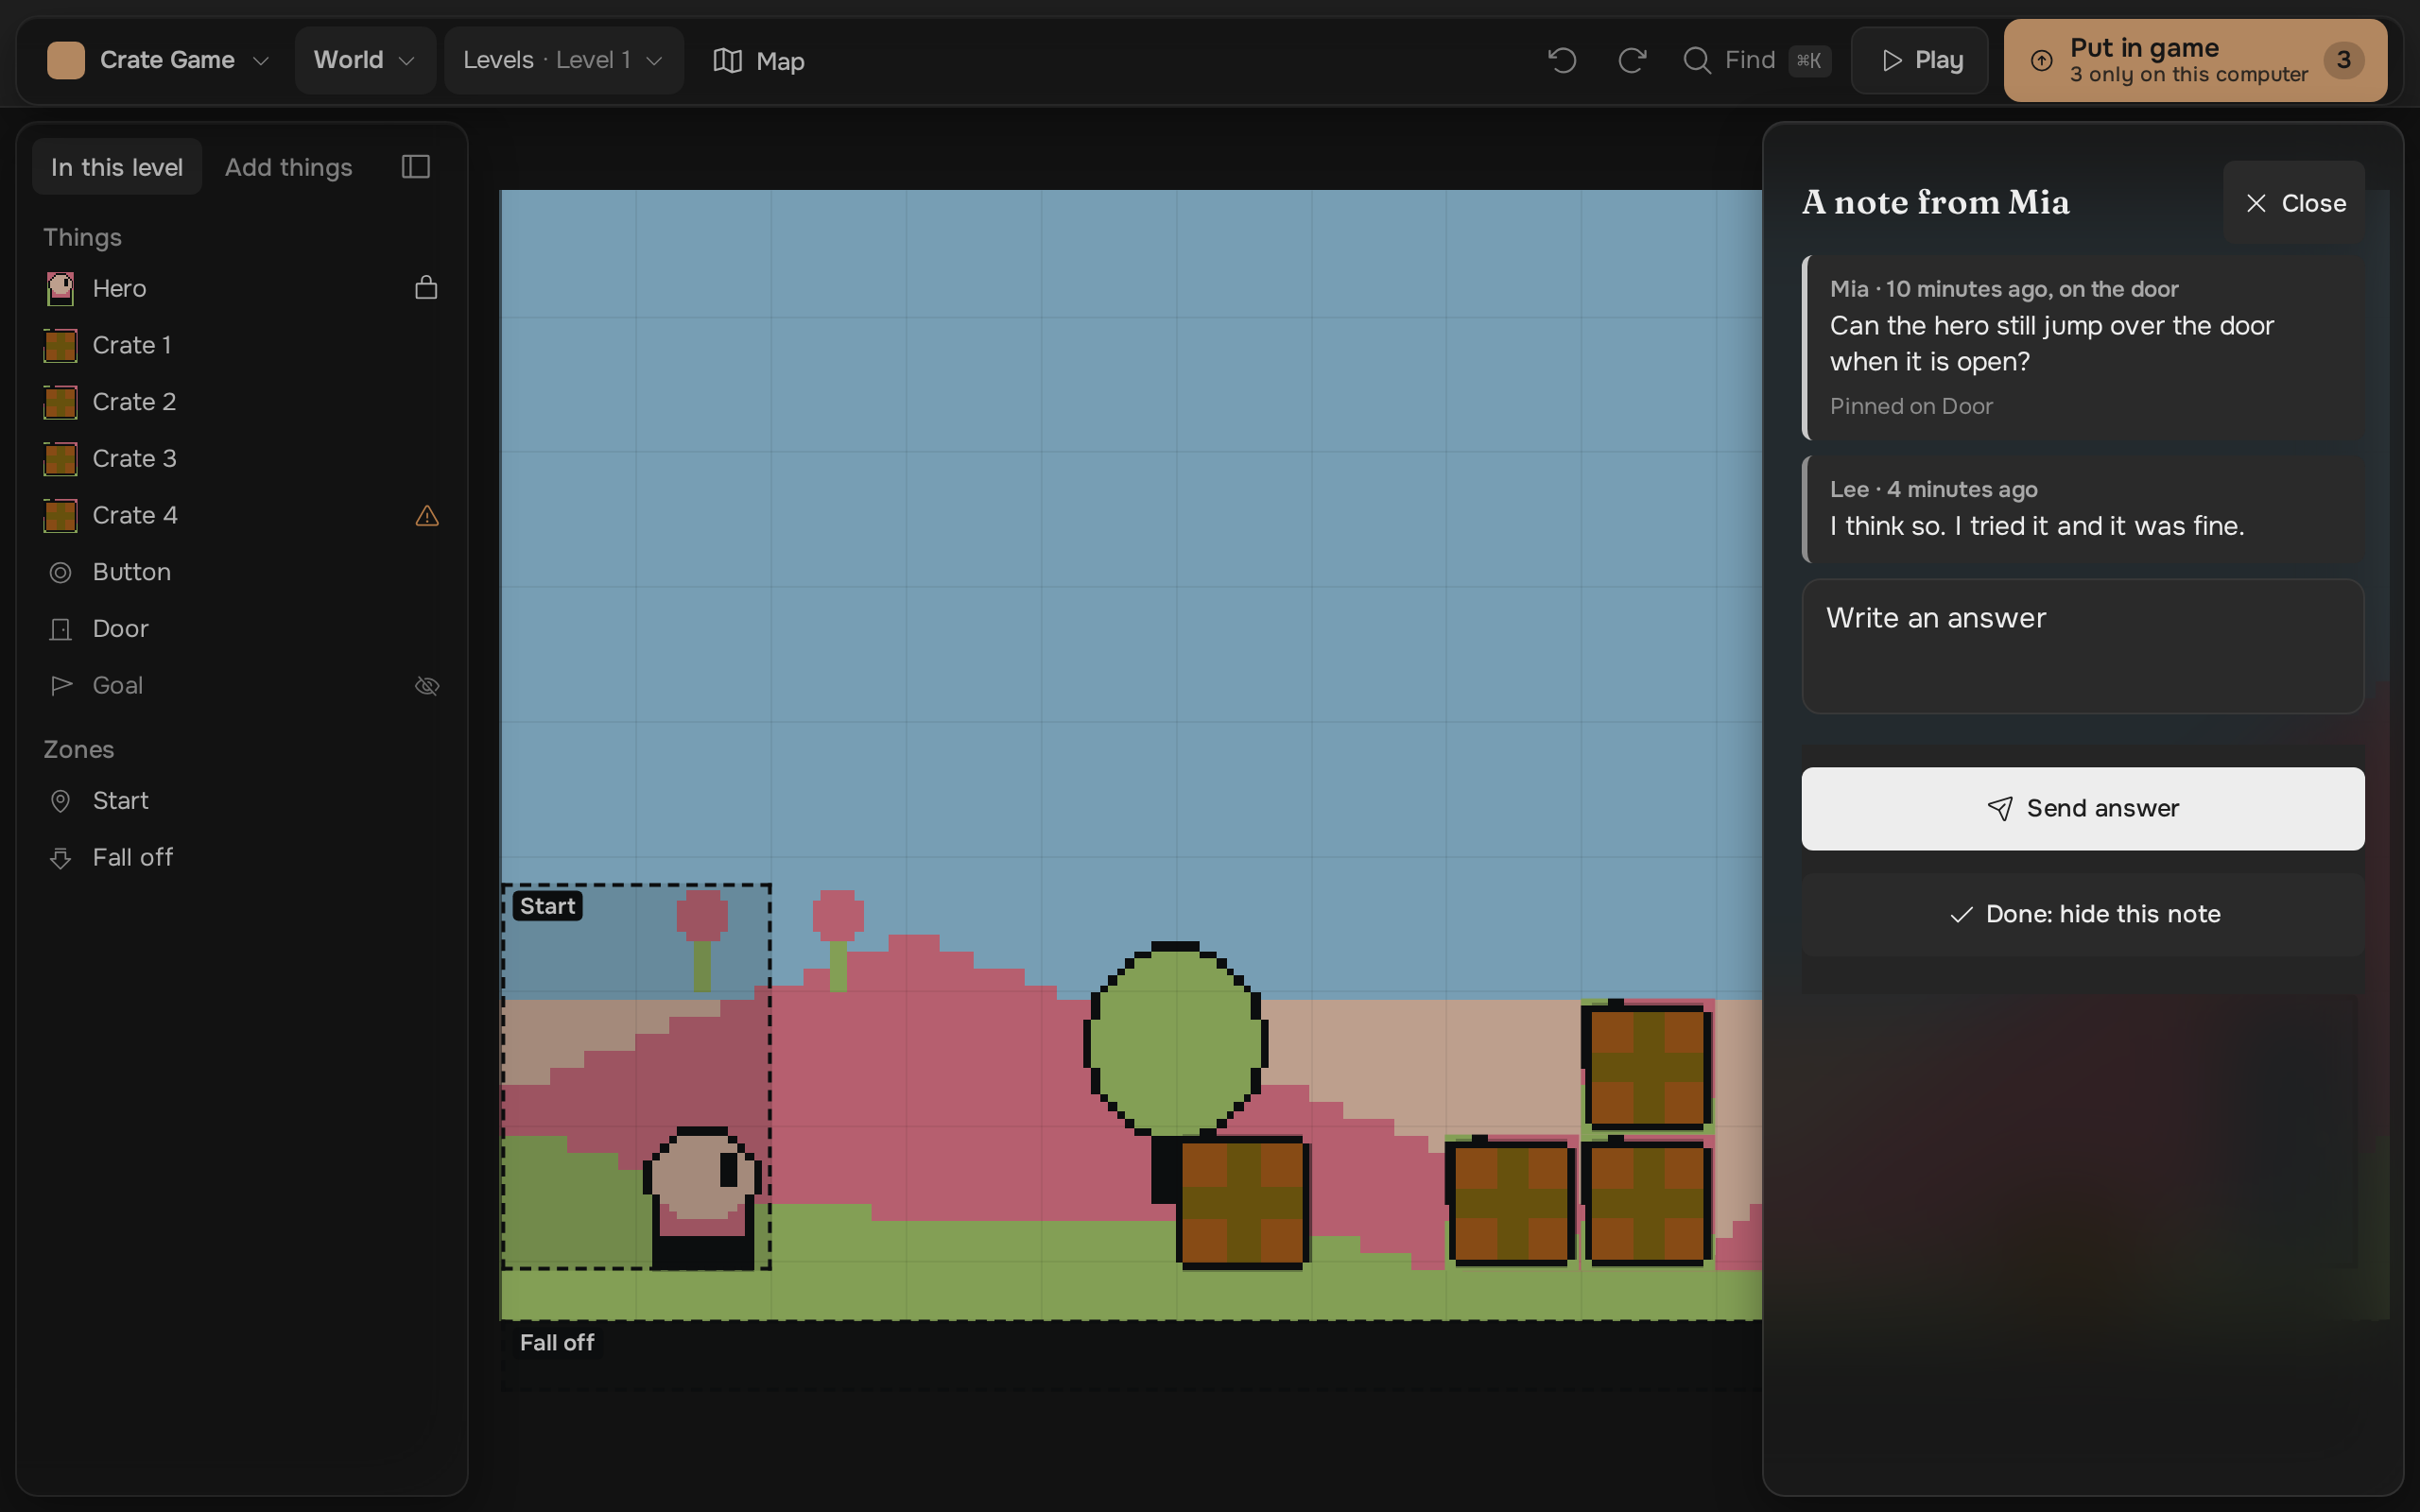 Crate Game
World
Levels · Level 1
Map
Find ⌘K
Play
Put in game
3 only on this computer
3
In this level
Add things
Things
Hero
Crate 1
Crate 2
Crate 3
Crate 4
Button
Door
Goal
Zones
Start
Fall off
Start
Fall off
A note from Mia
Close
Mia · 10 minutes ago, on the door
Can the hero still jump over the door
when it is open?
Pinned on Door
Lee · 4 minutes ago
I think so. I tried it and it was fine.
Write an answer
Send answer
Done: hide this note